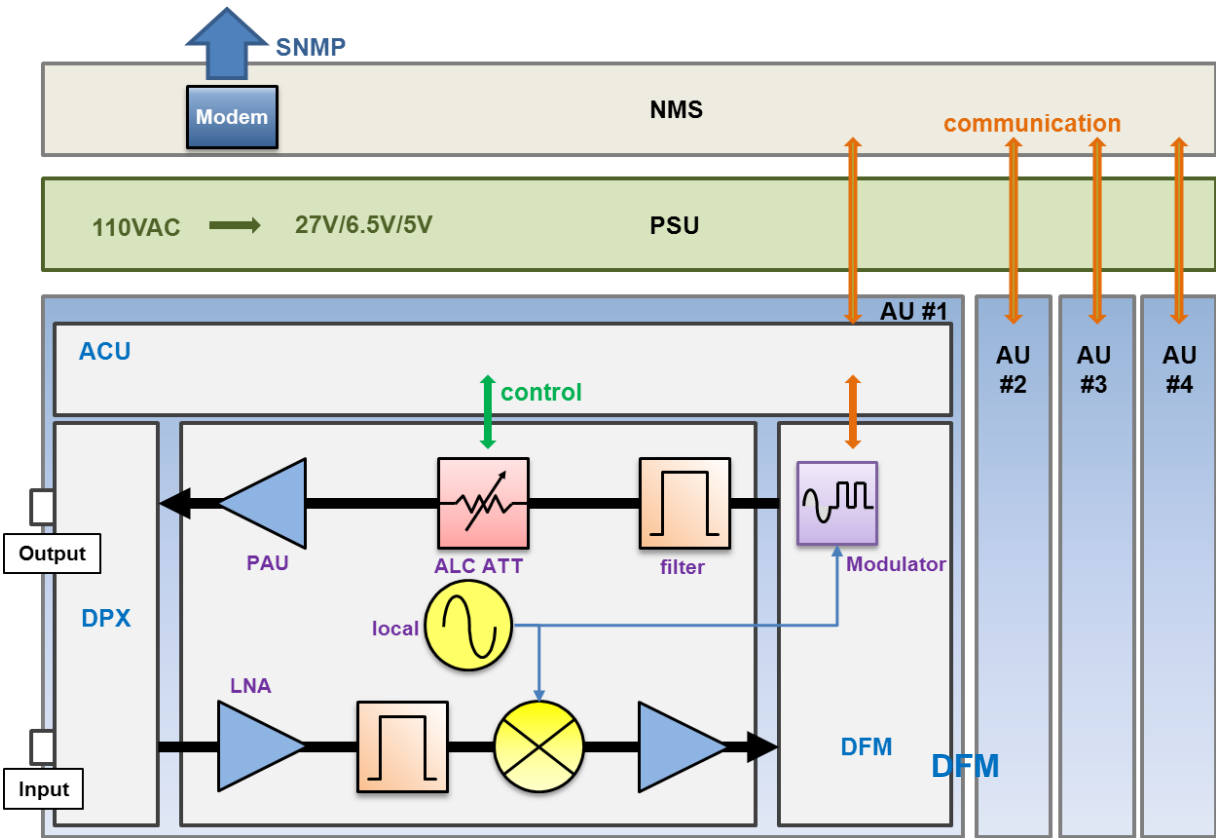 SNMP
Modem
NMS
communication
110VAC
27V/6.5V/5V
PSU
AU #1
ACU
AU
#2
AU
#3
AU
#4
control
Output
PAU
ALC ATT
filter
Modulator
DPX
local
LNA
DFM
DFM
Input